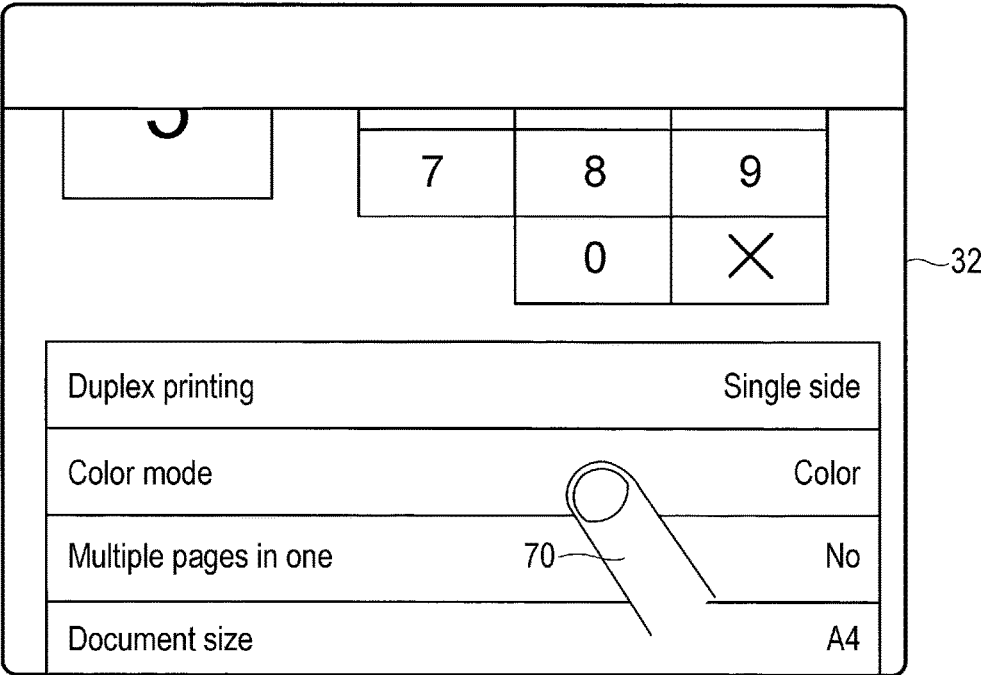 7 8 9
0 X
32
Duplex printing Single side
Color mode Color
Multiple pages in one 70 No
Document size A4